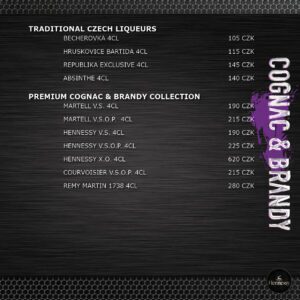 TRADITIONAL CZECH LIQUEURS
BECHEROVKA 4CL 105 CZK
HRUSKOVICE BARTIDA 4CL 115 CZK
REPUBLIKA EXCLUSIVE 4CL 145 CZK
ABSINTHE 4CL 140 CZK
PREMIUM COGNAC & BRANDY COLLECTION
MARTELL V.S. 4CL 190 CZK
MARTELL V.S.O.P. 4CL 215 CZK
HENNESSY V.S. 4CL 190 CZK
HENNESSY V.S.O.P. 4CL 225 CZK
HENNESSY X.O. 4CL 620 CZK
COURVOISIER V.S.O.P. 4CL 215 CZK
REMY MARTIN 1738 4CL 280 CZK
COGNAC & BRANDY
Hennessy